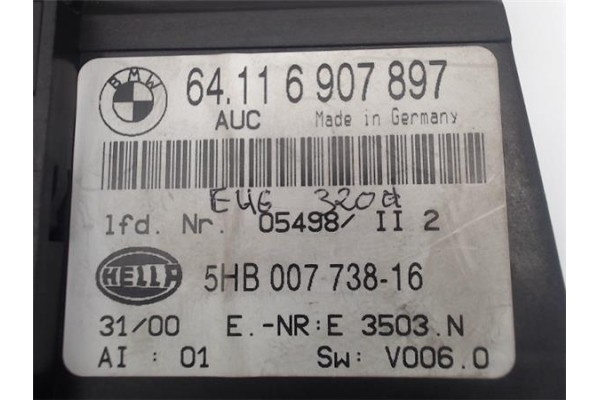 BMW
64.11 6 907 897
AUC Made in Germany
E46 320d
lfd. Nr. 05498/ II 2
HELLA 5HB 007 738-16
31/00 E.-NR:E 3503.N
AI : 01 Sw: V006.0